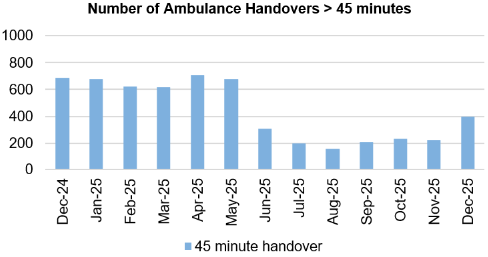 Number of Ambulance Handovers > 45 minutes
1000
800
600
400
200
0
Dec-24
Jan-25
Feb-25
Mar-25
Apr-25
May-25
Jun-25
Jul-25
Aug-25
Sep-25
Oct-25
Nov-25
Dec-25
45 minute handover